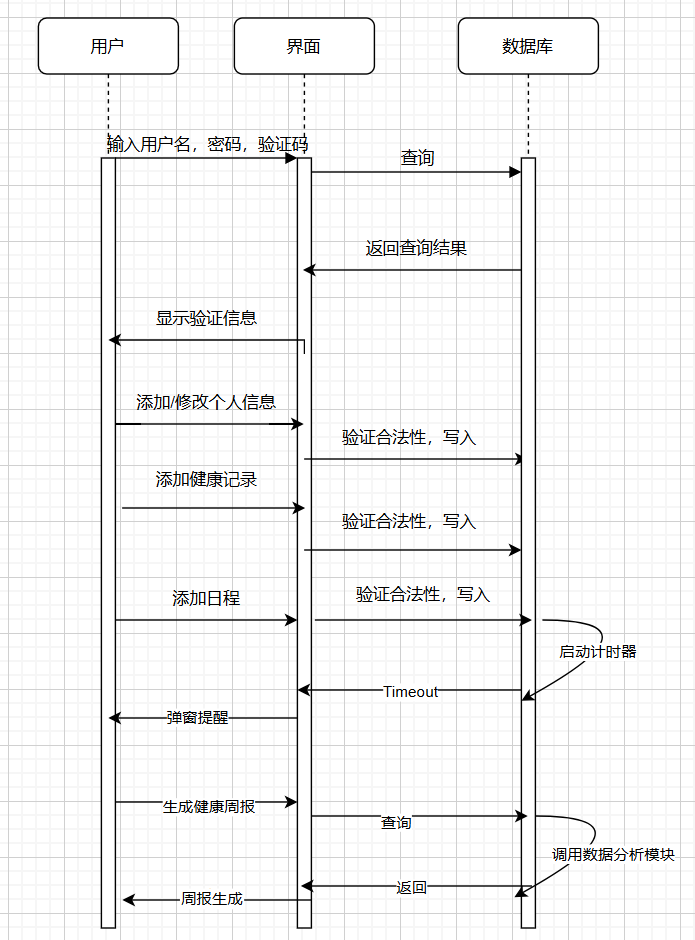 用户
界面
数据库
输入用户名，密码，验证码
查询
返回查询结果
显示验证信息
添加/修改个人信息
验证合法性，写入
添加健康记录
验证合法性，写入
添加日程
验证合法性，写入
启动计时器
Timeout
弹窗提醒
生成健康周报
查询
调用数据分析模块
返回
周报生成